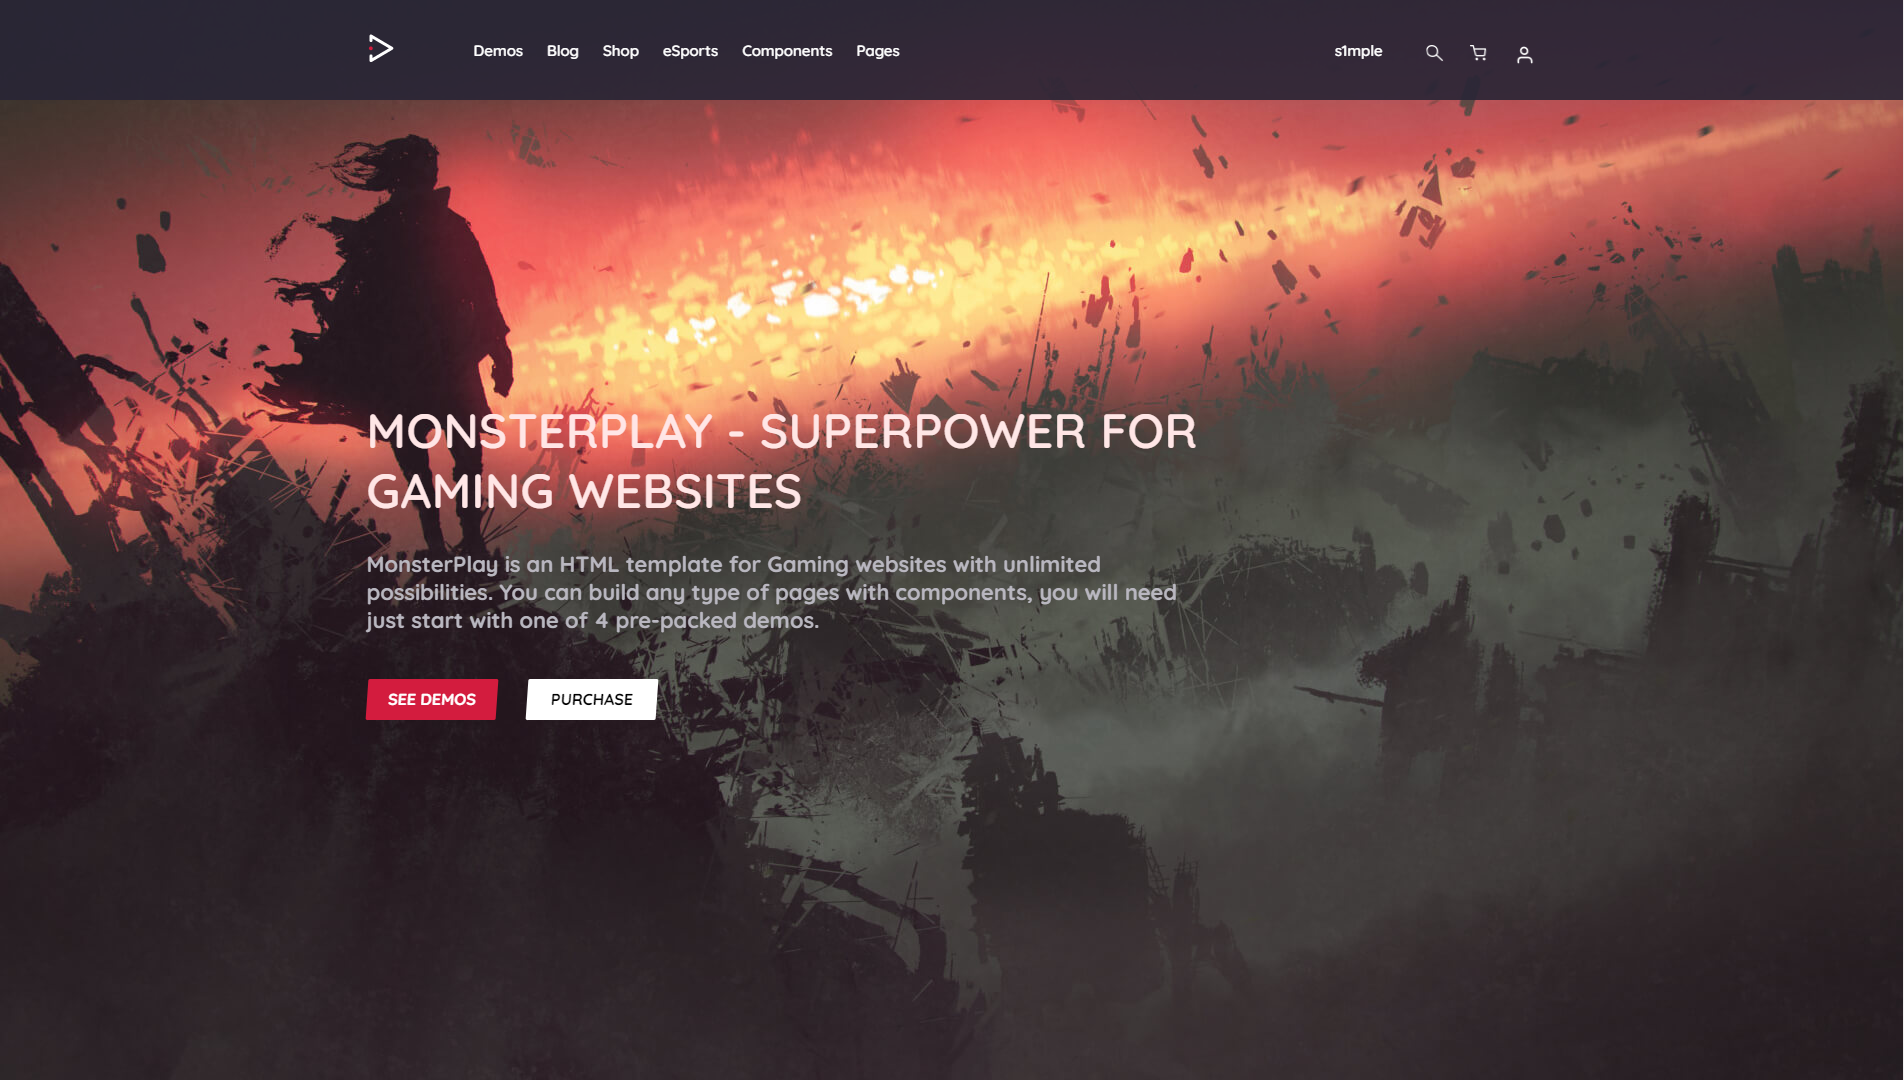 Demos Blog Shop eSports Components Pages s1mple
MONSTERPLAY - SUPERPOWER FOR
GAMING WEBSITES
MonsterPlay is an HTML template for Gaming websites with unlimited
possibilities. You can build any type of pages with components, you will need
just start with one of 4 pre-packed demos.
SEE DEMOS PURCHASE